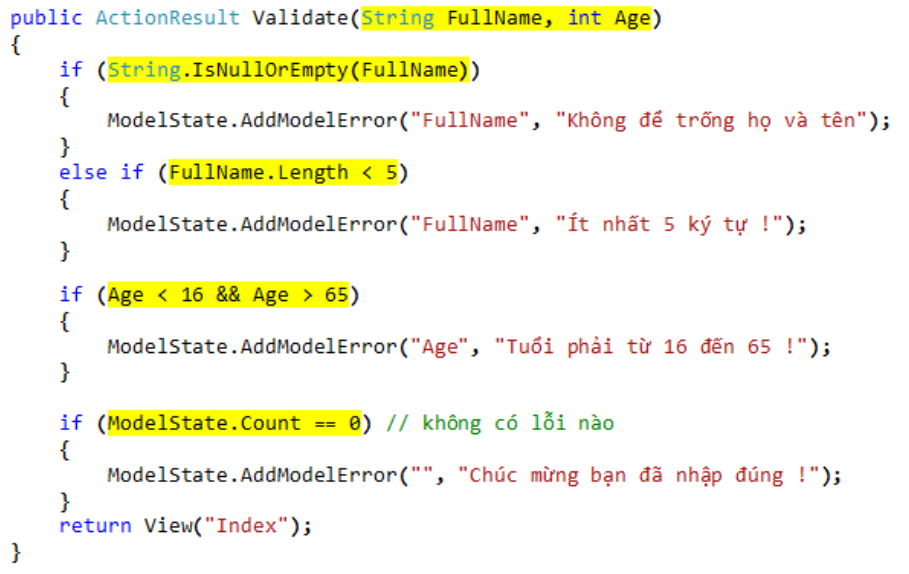 public ActionResult Validate(String FullName, int Age)
{
    if (String.IsNullOrEmpty(FullName))
    {
        ModelState.AddModelError("FullName", "Không để trống họ và tên");
    }
    else if (FullName.Length < 5)
    {
        ModelState.AddModelError("FullName", "Ít nhất 5 ký tự !");
    }
    if (Age < 16 && Age > 65)
    {
        ModelState.AddModelError("Age", "Tuổi phải từ 16 đến 65 !");
    }
    if (ModelState.Count == 0) // không có lỗi nào
    {
        ModelState.AddModelError("", "Chúc mừng bạn đã nhập đúng !");
    }
    return View("Index");
}